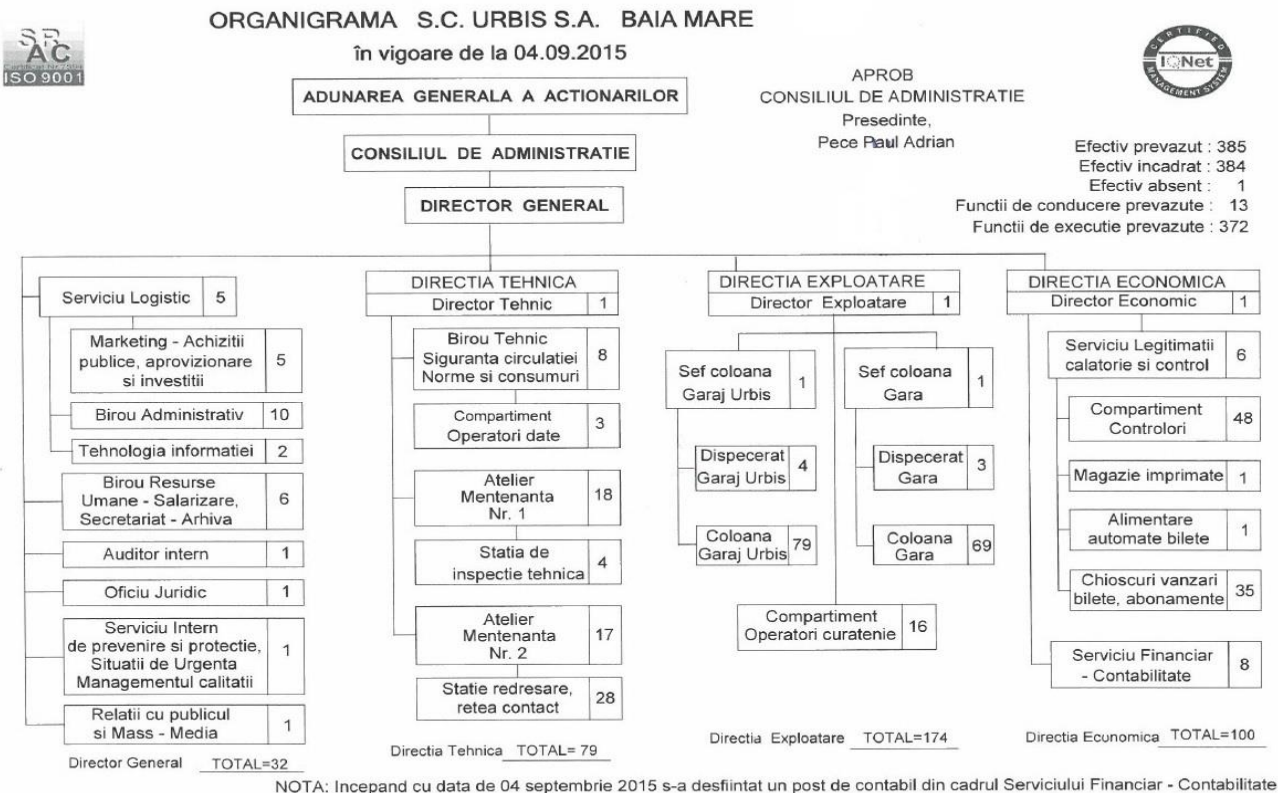 ORGANIGRAMA S.C. URBIS S.A. BAIA MARE
în vigoare de la 04.09.2015
SRAC
ISO 9001
CERTIFIED
IQNet
MANAGEMENT SYSTEM
APROB
CONSILIUL DE ADMINISTRATIE
Presedinte,
Pece Paul Adrian
ADUNAREA GENERALA A ACTIONARILOR
CONSILIUL DE ADMINISTRATIE
DIRECTOR GENERAL
Efectiv prevazut : 385
Efectiv incadrat : 384
Efectiv absent : 1
Functii de conducere prevazute : 13
Functii de executie prevazute : 372
Serviciu Logistic 5
Marketing - Achizitii
publice, aprovizionare 5
si investitii
Birou Administrativ 10
Tehnologia informatiei 2
Birou Resurse
Umane - Salarizare, 6
Secretariat - Arhiva
Auditor intern 1
Oficiu Juridic 1
Serviciu Intern
de prevenire si protectie, 1
Situatii de Urgenta
Managementul calitatii
Relatii cu publicul 1
si Mass - Media
Director General TOTAL=32
DIRECTIA TEHNICA
Director Tehnic 1
Birou Tehnic
Siguranta circulatiei 8
Norme si consumuri
Compartiment 3
Operatori date
Atelier
Mentenanta 18
Nr. 1
Statia de 4
inspectie tehnica
Atelier
Mentenanta 17
Nr. 2
Statie redresare, 28
retea contact
Directia Tehnica TOTAL= 79
DIRECTIA EXPLOATARE
Director Exploatare 1
Sef coloana 1
Garaj Urbis
Sef coloana 1
Gara
Dispecerat 4
Garaj Urbis
Dispecerat 3
Gara
Coloana 79
Garaj Urbis
Coloana 69
Gara
Compartiment 16
Operatori curatenie
Directia Exploatare TOTAL=174
DIRECTIA ECONOMICA
Director Economic 1
Serviciu Legitimatii 6
calatorie si control
Compartiment 48
Controlori
Magazie imprimate 1
Alimentare 1
automate bilete
Chioscuri vanzari 35
bilete, abonamente
Serviciu Financiar 8
- Contabilitate
Directia Economica TOTAL=100
NOTA: Incepand cu data de 04 septembrie 2015 s-a desfiintat un post de contabil din cadrul Serviciului Financiar - Contabilitate